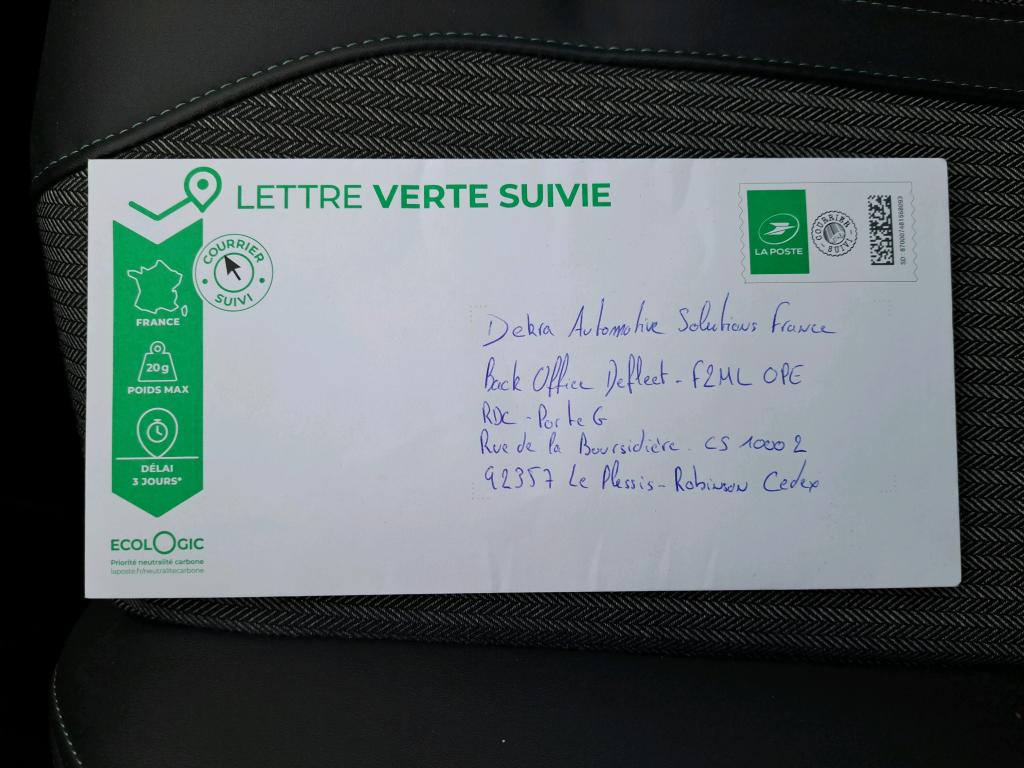 LETTRE VERTE SUIVIE
COURRIER
SUIVI
FRANCE
20g
POIDS MAX
DÉLAI
3 JOURS*
ECOLOGIC
Priorité neutralité carbone
laposte.fr/neutralitecarbone
LA POSTE
COURRIER
SUIVI
Dekra Automotive Solutions France
Back Office Defleet - F2ML OPE
RDC - Porte G
Rue de la Boursidière. CS 10002
92357 Le Plessis - Robinson Cedex